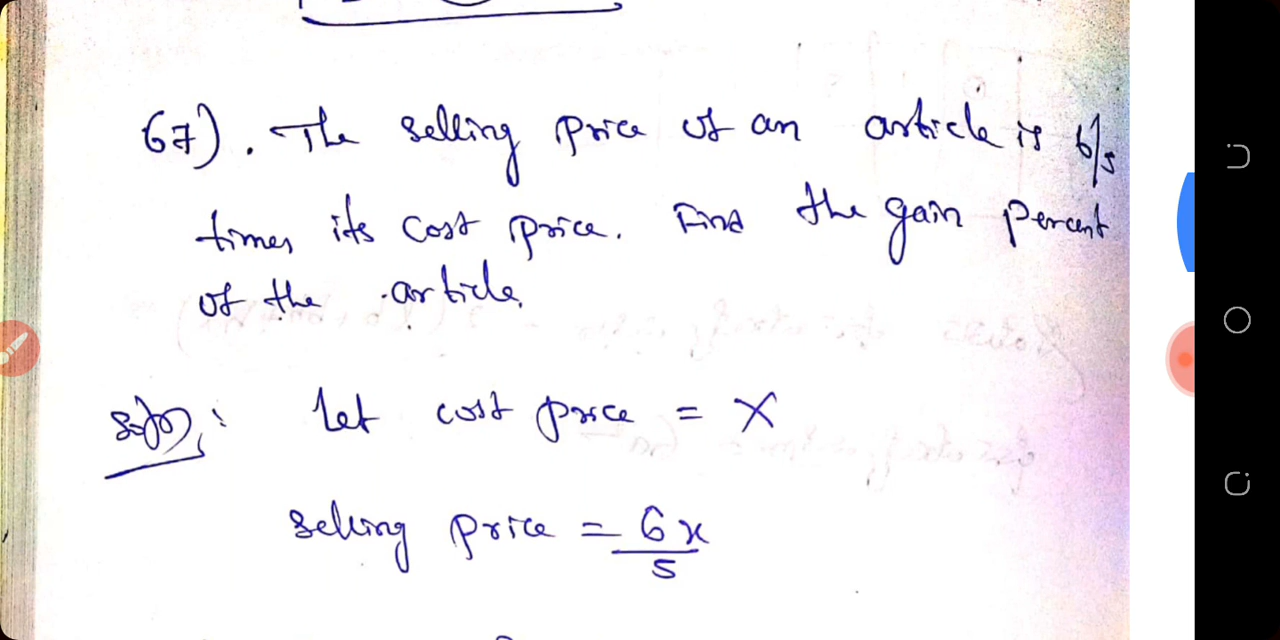 67). The selling price of an article is 6/5
times its cost price. Find the gain percent
of the article.
Soln:
Let cost price = X
Selling price = 6x/5